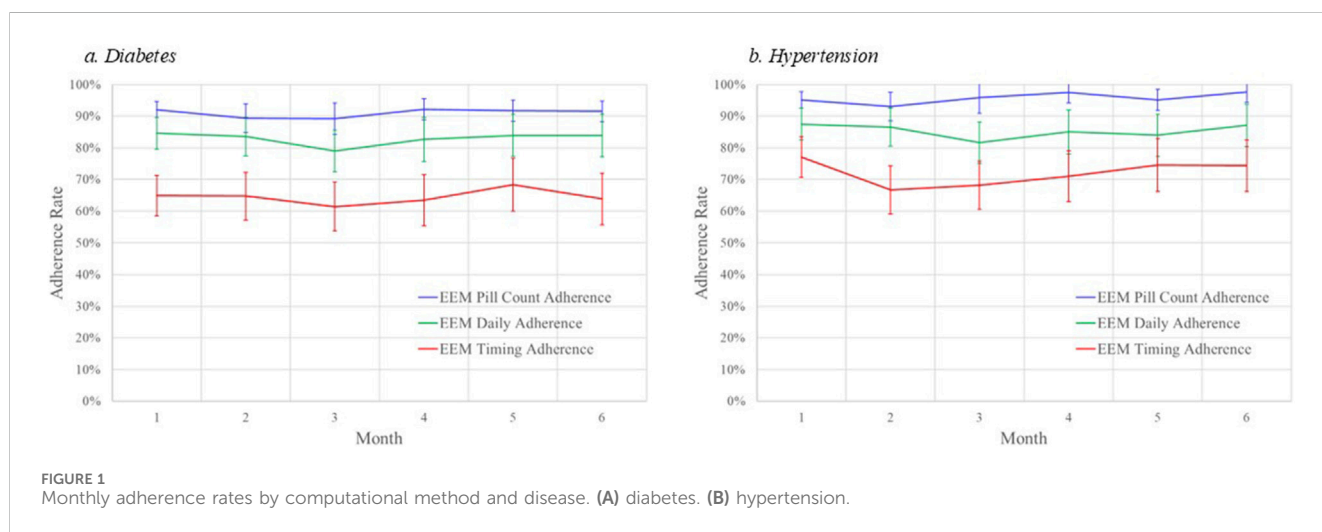 a. Diabetes
100%
90%
80%
70%
60%
50%
40%
30%
20%
10%
0%
Adherence Rate
EEM Pill Count Adherence
EEM Daily Adherence
EEM Timing Adherence
1 2 3 4 5 6
Month
b. Hypertension
100%
90%
80%
70%
60%
50%
40%
30%
20%
10%
0%
Adherence Rate
EEM Pill Count Adherence
EEM Daily Adherence
EEM Timing Adherence
1 2 3 4 5 6
Month
FIGURE 1
Monthly adherence rates by computational method and disease. (A) diabetes. (B) hypertension.